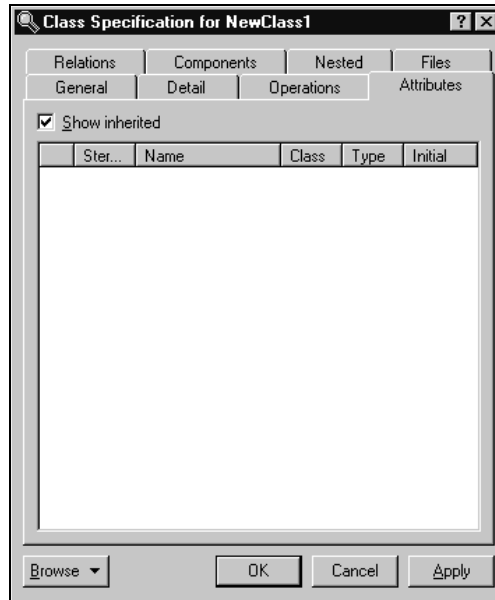 Class Specification for NewClass1
Relations Components Nested Files
General Detail Operations Attributes
Show inherited
Ster... Name Class Type Initial
Browse OK Cancel Apply